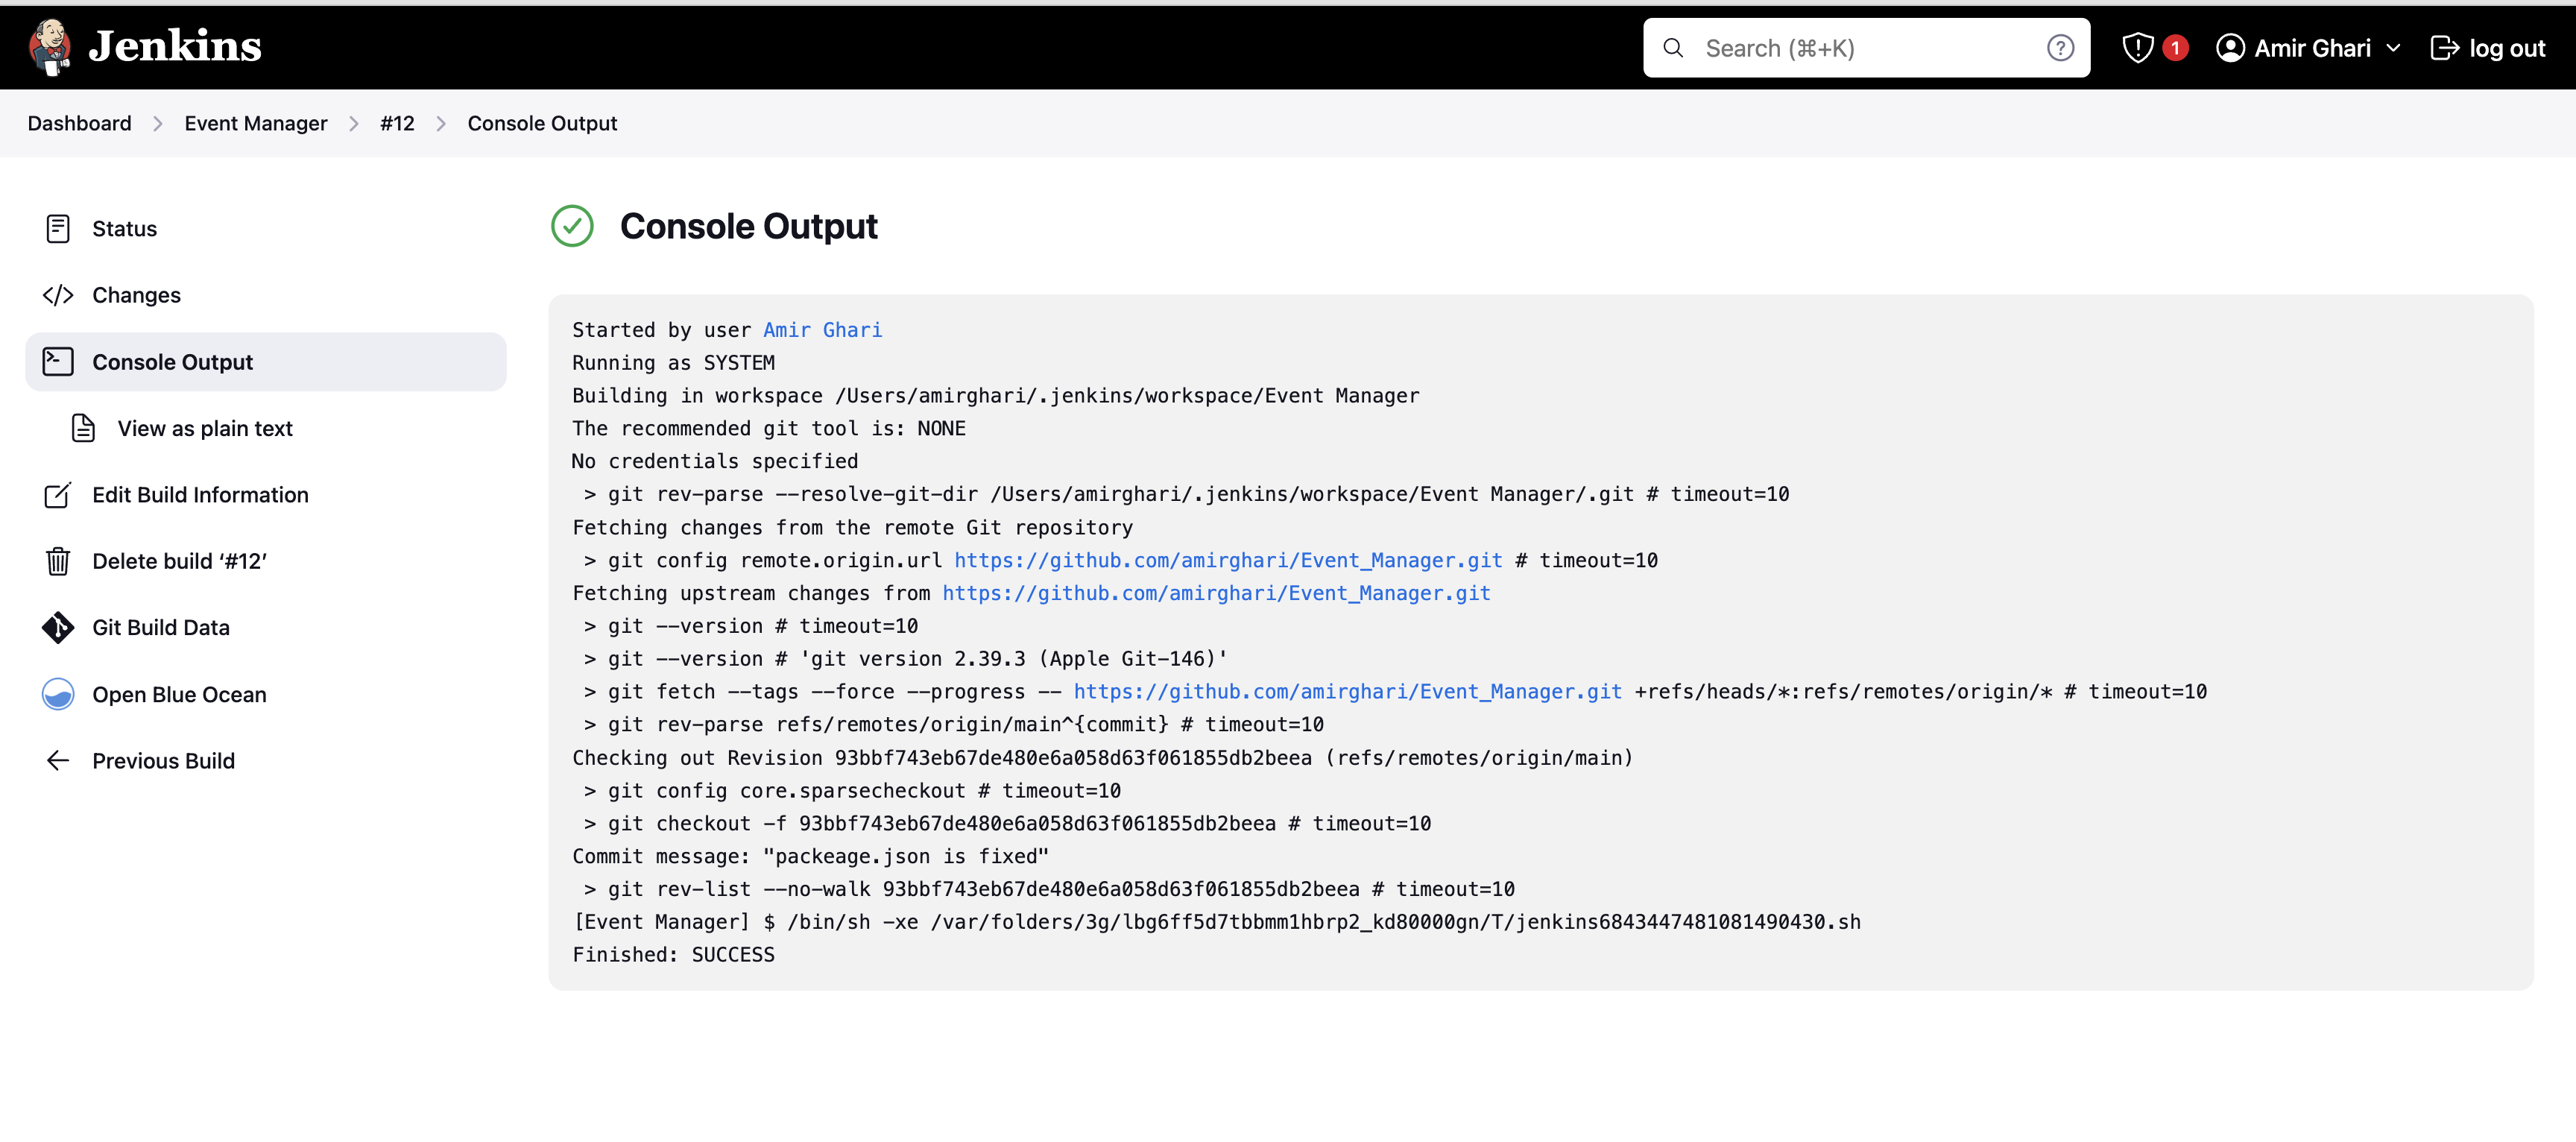 Jenkins
Search (⌘+K)
1
Amir Ghari
log out
Dashboard
Event Manager
#12
Console Output
Status
Changes
Console Output
View as plain text
Edit Build Information
Delete build ‘#12’
Git Build Data
Open Blue Ocean
Previous Build
Console Output
Started by user Amir Ghari
Running as SYSTEM
Building in workspace /Users/amirghari/.jenkins/workspace/Event Manager
The recommended git tool is: NONE
No credentials specified
> git rev-parse --resolve-git-dir /Users/amirghari/.jenkins/workspace/Event Manager/.git # timeout=10
Fetching changes from the remote Git repository
> git config remote.origin.url https://github.com/amirghari/Event_Manager.git # timeout=10
Fetching upstream changes from https://github.com/amirghari/Event_Manager.git
> git --version # timeout=10
> git --version # 'git version 2.39.3 (Apple Git-146)'
> git fetch --tags --force --progress -- https://github.com/amirghari/Event_Manager.git +refs/heads/*:refs/remotes/origin/* # timeout=10
> git rev-parse refs/remotes/origin/main^{commit} # timeout=10
Checking out Revision 93bbf743eb67de480e6a058d63f061855db2beea (refs/remotes/origin/main)
> git config core.sparsecheckout # timeout=10
> git checkout -f 93bbf743eb67de480e6a058d63f061855db2beea # timeout=10
Commit message: "packeage.json is fixed"
> git rev-list --no-walk 93bbf743eb67de480e6a058d63f061855db2beea # timeout=10
[Event Manager] $ /bin/sh -xe /var/folders/3g/lbg6ff5d7tbbmm1hbrp2_kd80000gn/T/jenkins6843447481081490430.sh
Finished: SUCCESS